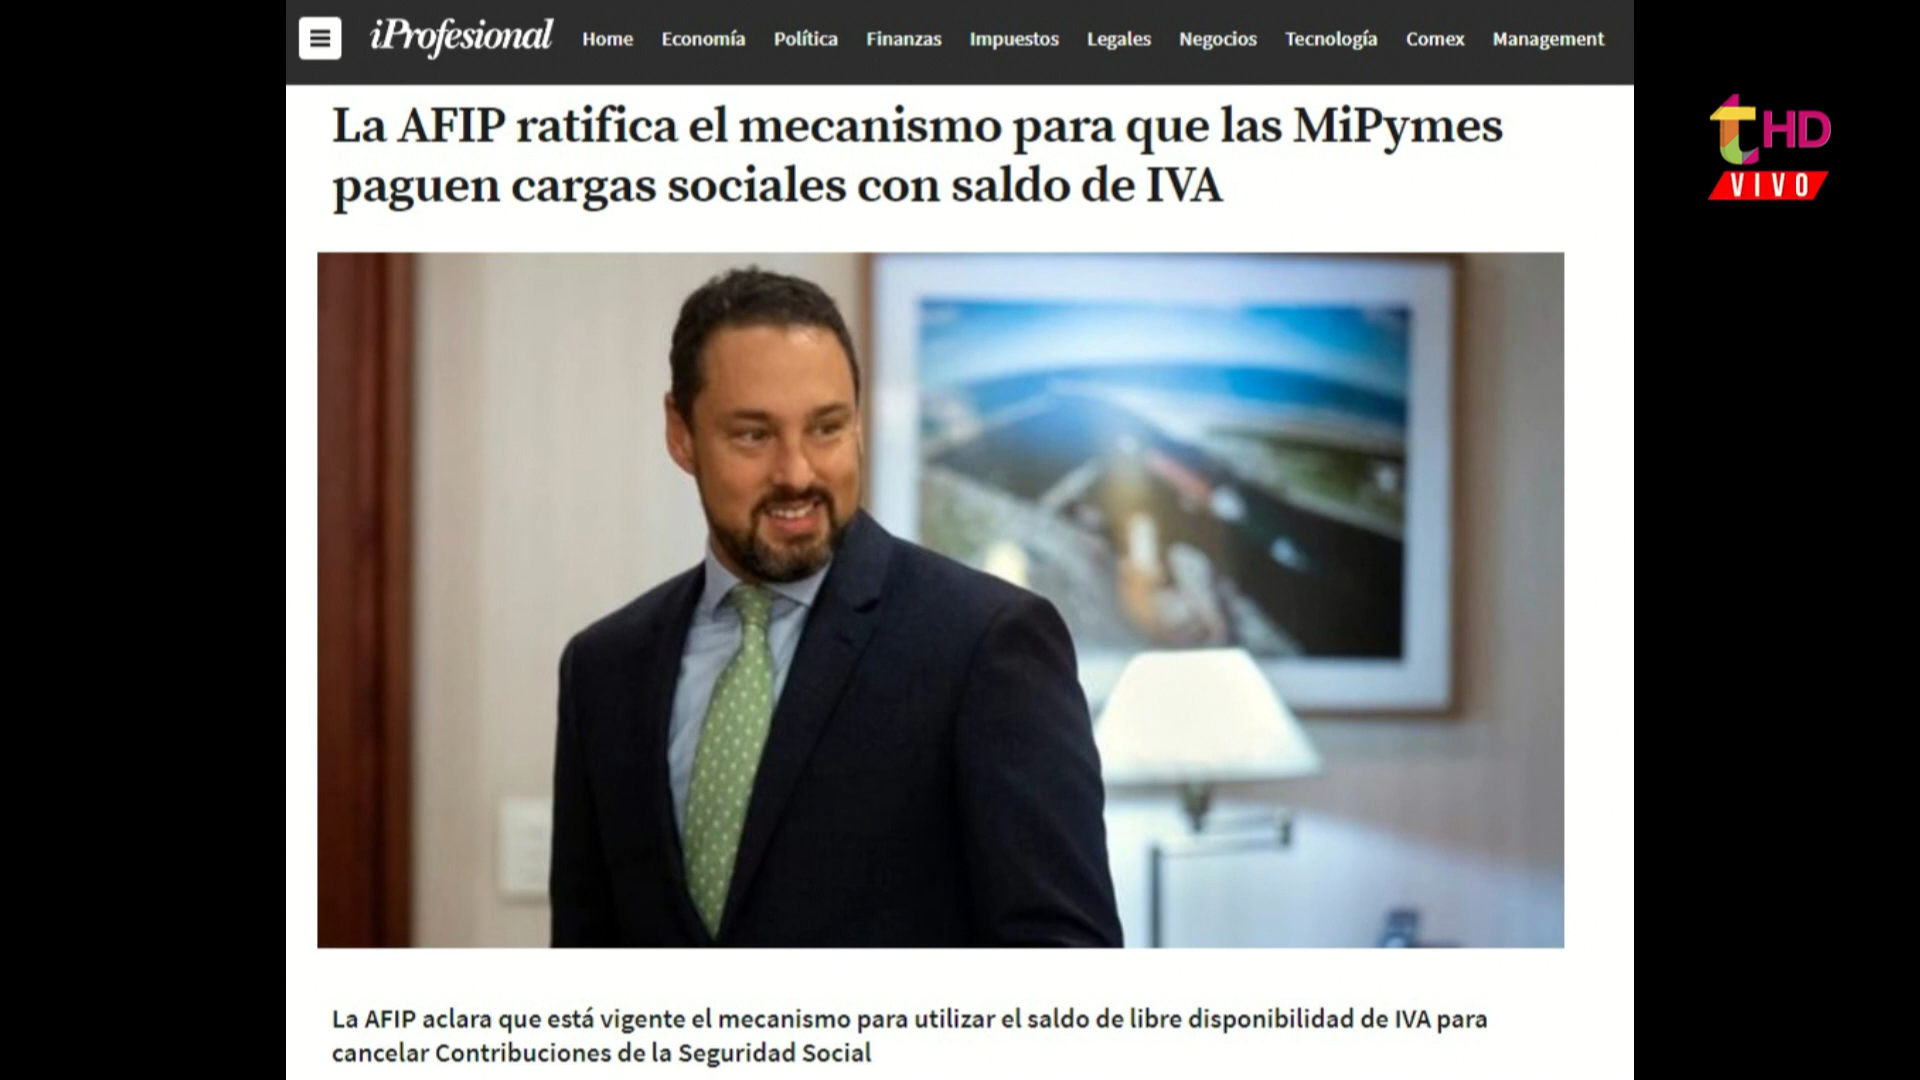 iProfesional Home Economía Política Finanzas Impuestos Legales Negocios Tecnología Comex Management
La AFIP ratifica el mecanismo para que las MiPymes
paguen cargas sociales con saldo de IVA
t HD
VIVO
La AFIP aclara que está vigente el mecanismo para utilizar el saldo de libre disponibilidad de IVA para
cancelar Contribuciones de la Seguridad Social